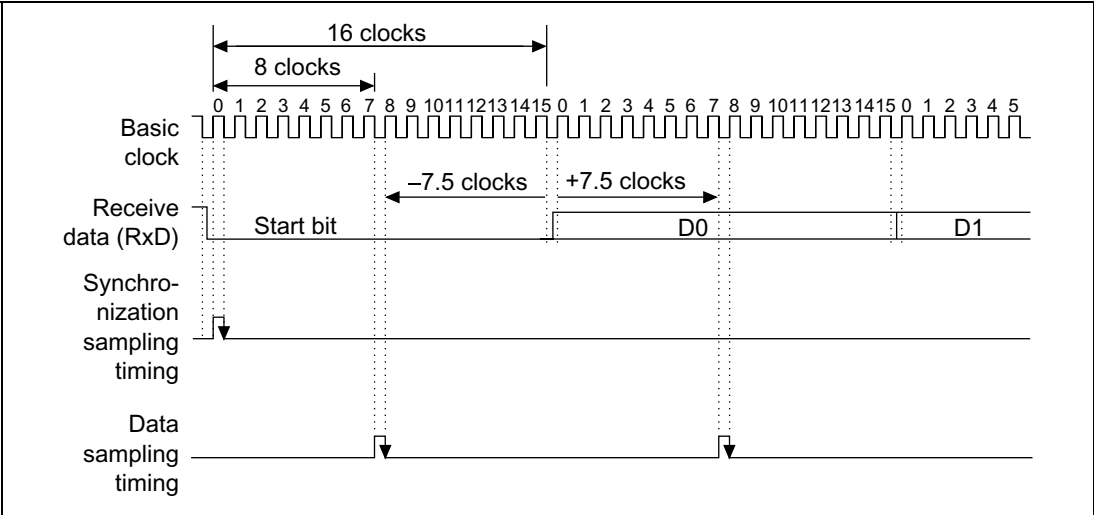 16 clocks
8 clocks
0 1 2 3 4 5 6 7 8 9 10 11 12 13 14 15 0 1 2 3 4 5 6 7 8 9 10 11 12 13 14 15 0 1 2 3 4 5
Basic
clock
–7.5 clocks +7.5 clocks
Receive
data (RxD)
Start bit D0 D1
Synchro-
nization
sampling
timing
Data
sampling
timing